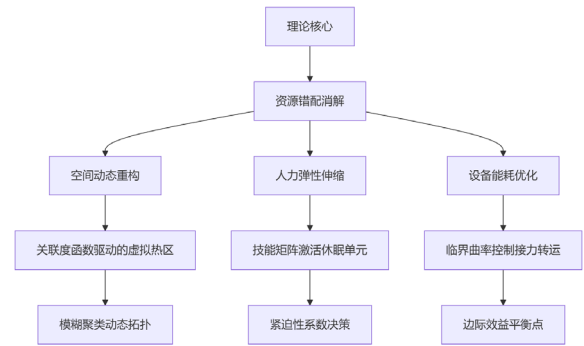 理论核心
资源错配消解
空间动态重构
人力弹性伸缩
设备能耗优化
关联度函数驱动的虚拟热区
技能矩阵激活休眠单元
临界曲率控制接力转运
模糊聚类动态拓扑
紧迫性系数决策
边际效益平衡点